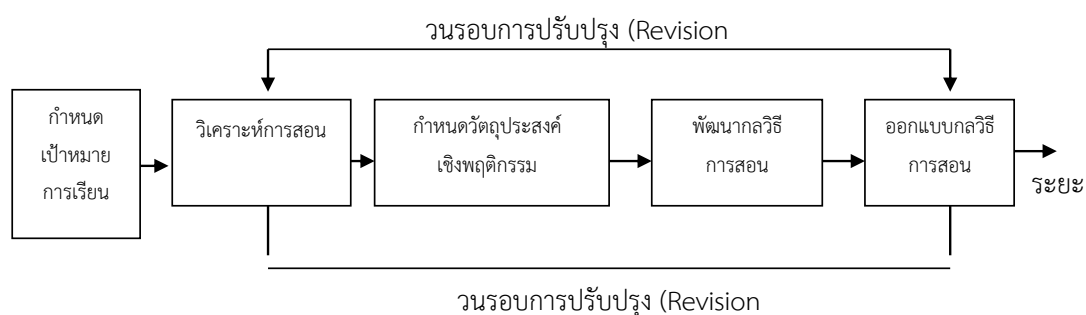 วนรอบการปรับปรุง (Revision
กำหนด
เป้าหมาย
การเรียน
วิเคราะห์การสอน
กำหนดวัตถุประสงค์
เชิงพฤติกรรม
พัฒนากลวิธี
การสอน
ออกแบบกลวิธี
การสอน
ระยะ
วนรอบการปรับปรุง (Revision